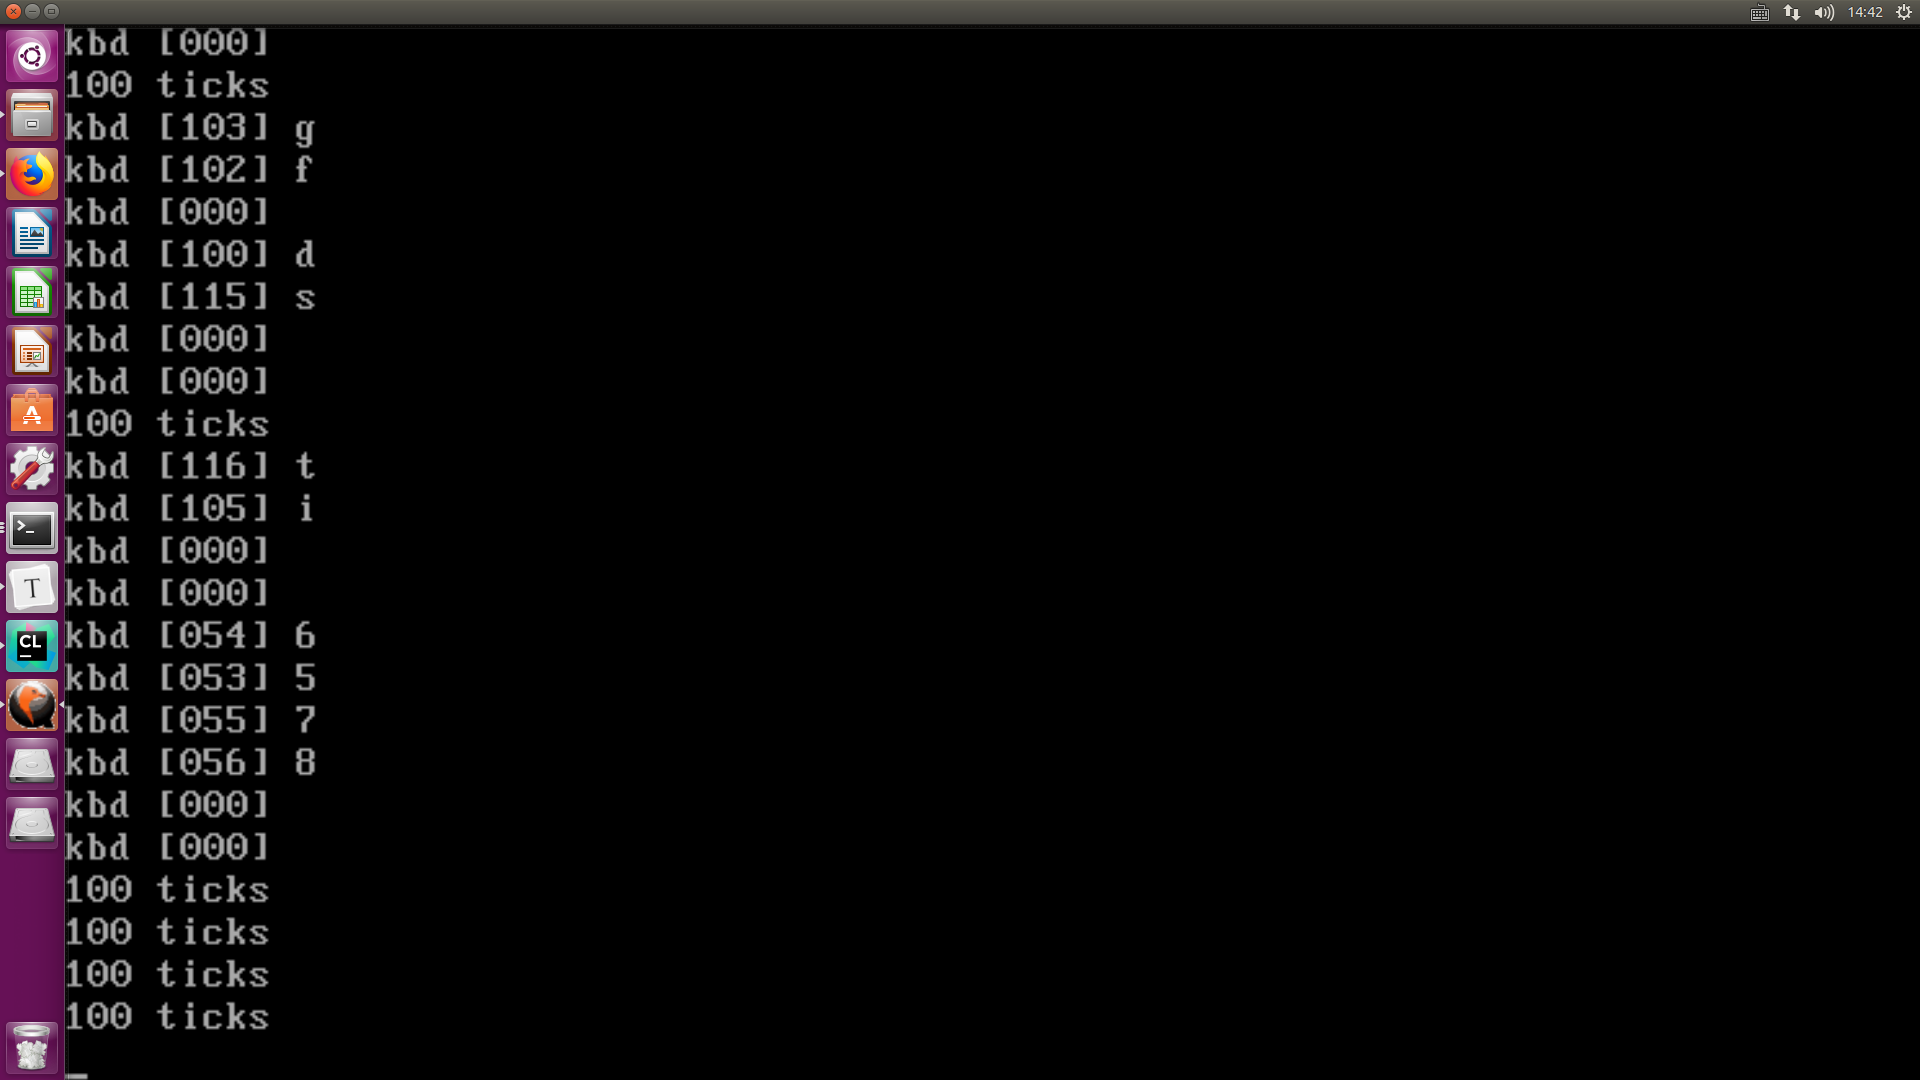 14:42
kbd [000]
100 ticks
kbd [103] g
kbd [102] f
kbd [000]
kbd [100] d
kbd [115] s
kbd [000]
kbd [000]
100 ticks
kbd [116] t
kbd [105] i
kbd [000]
kbd [000]
kbd [054] 6
kbd [053] 5
kbd [055] 7
kbd [056] 8
kbd [000]
kbd [000]
100 ticks
100 ticks
100 ticks
100 ticks
A
>_
T
CL